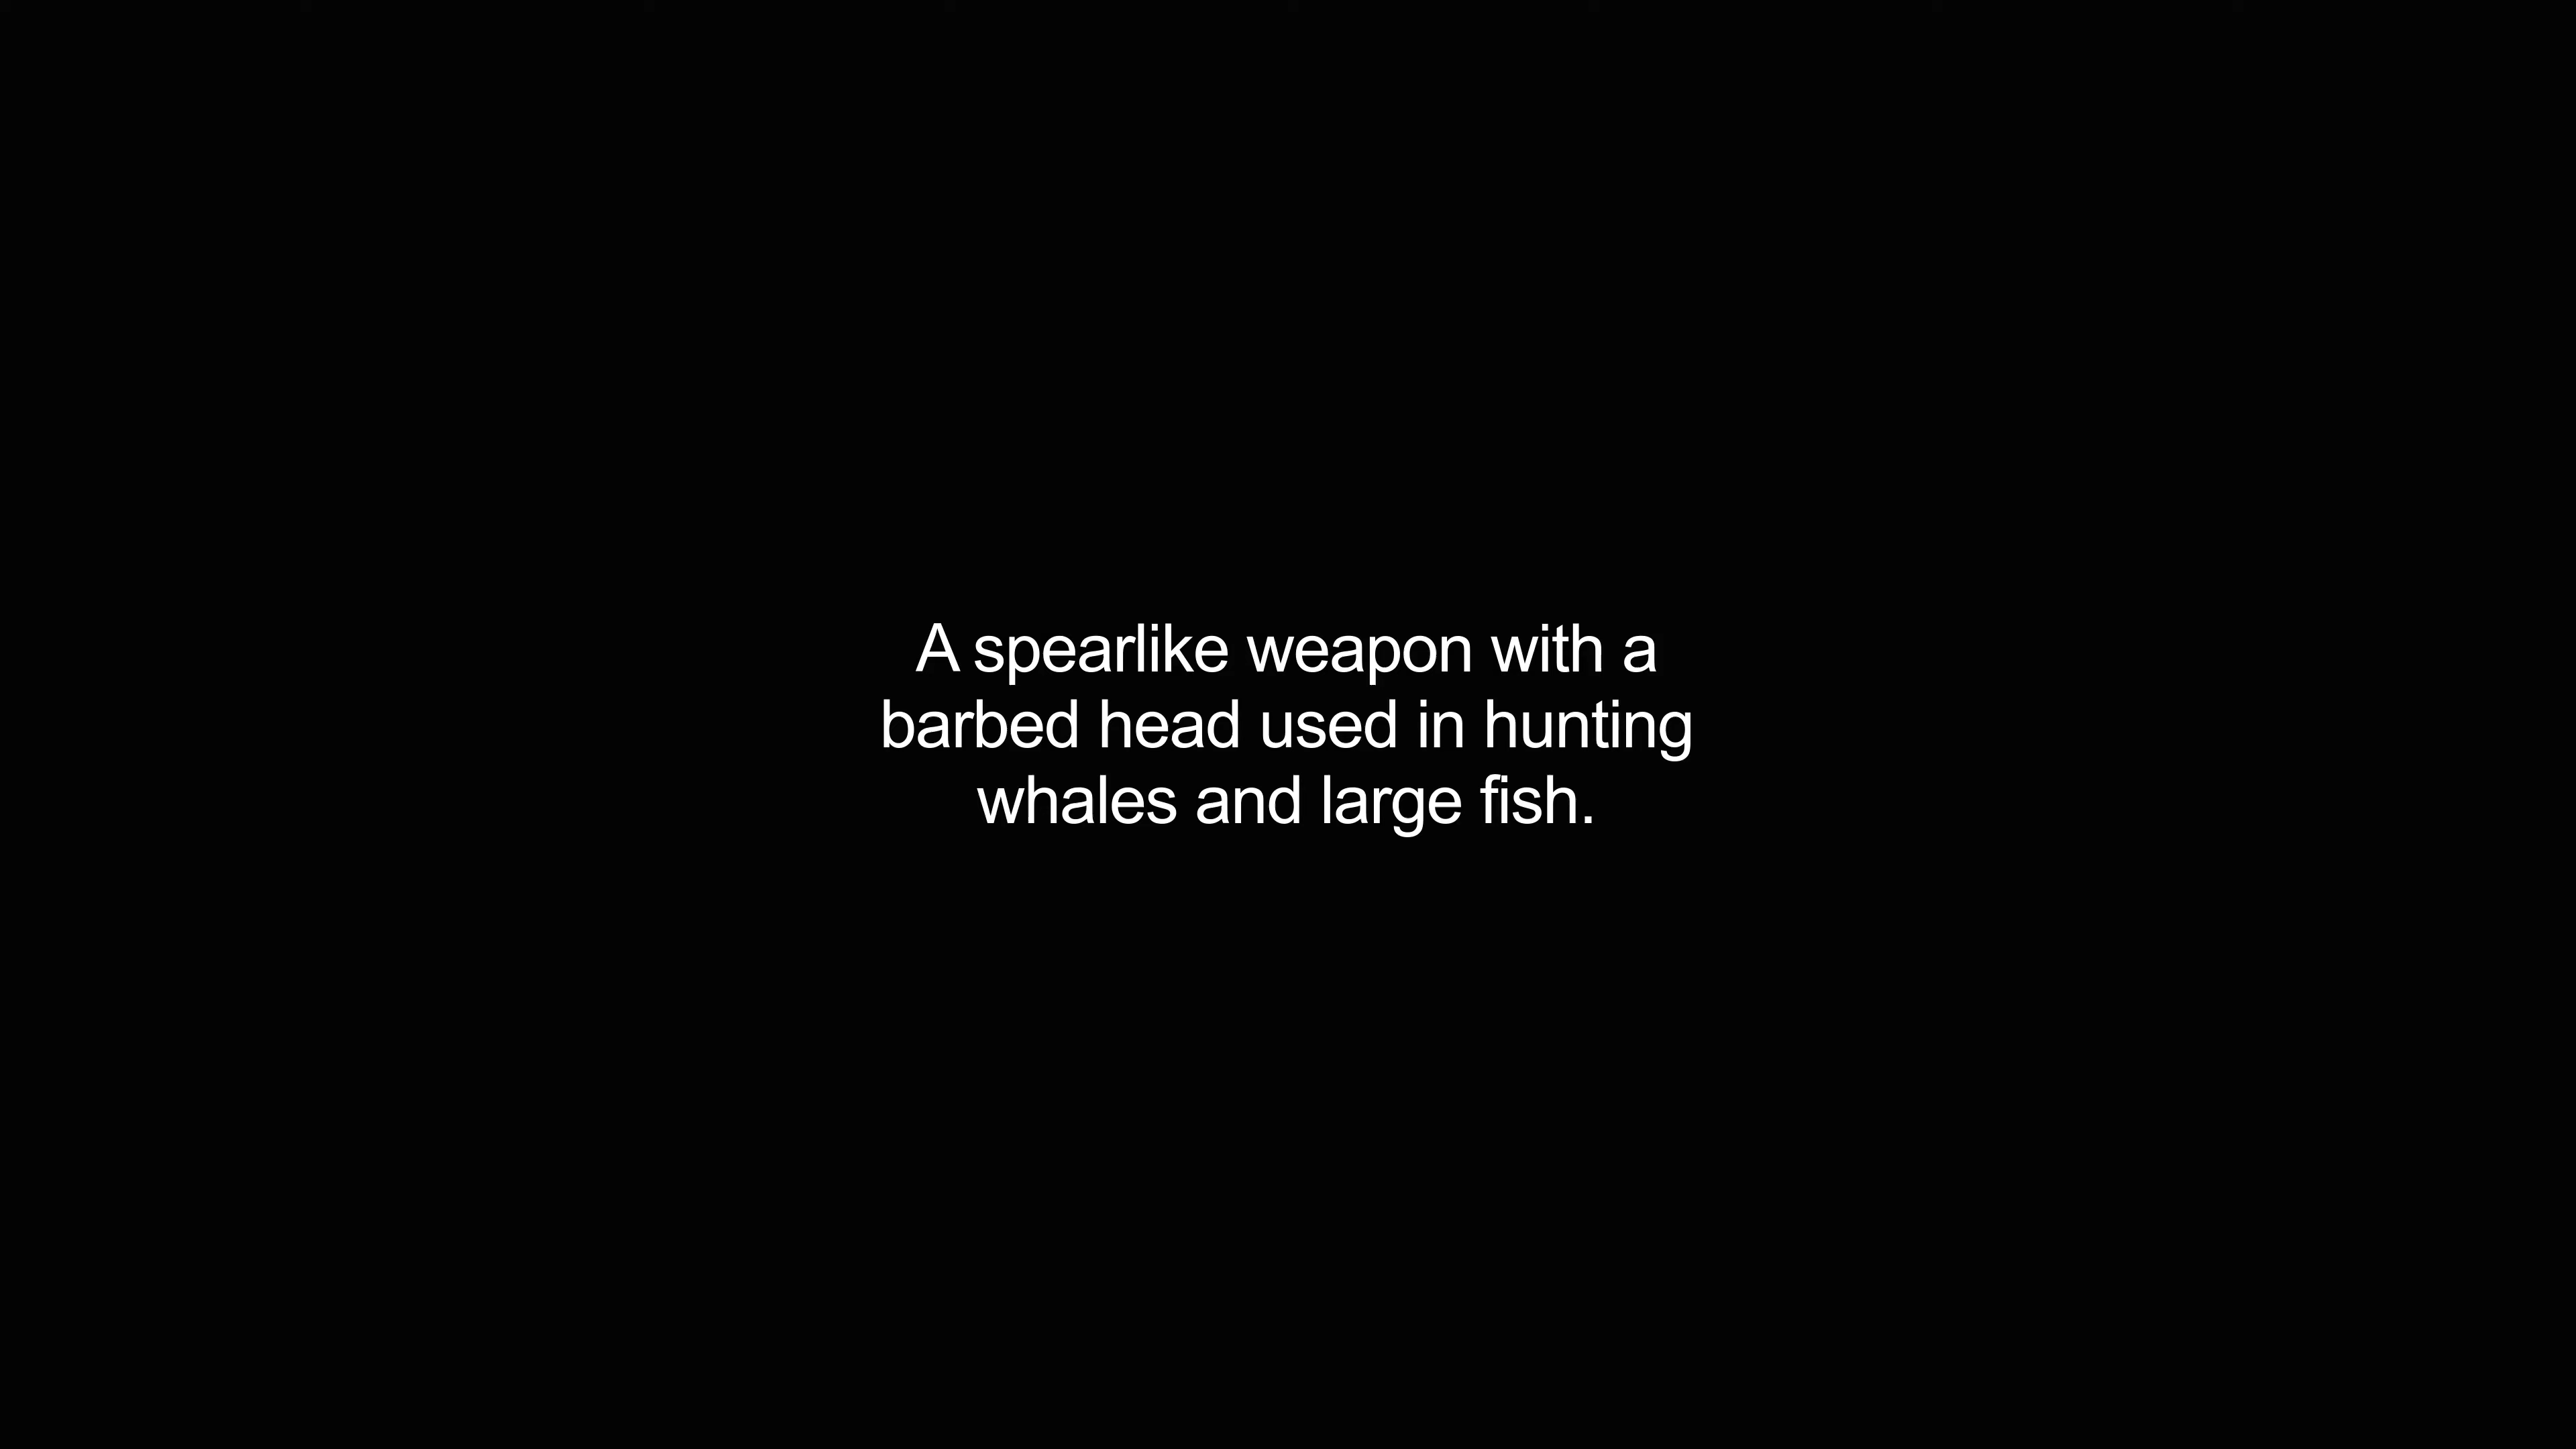 A spearlike weapon with a
barbed head used in hunting
whales and large fish.